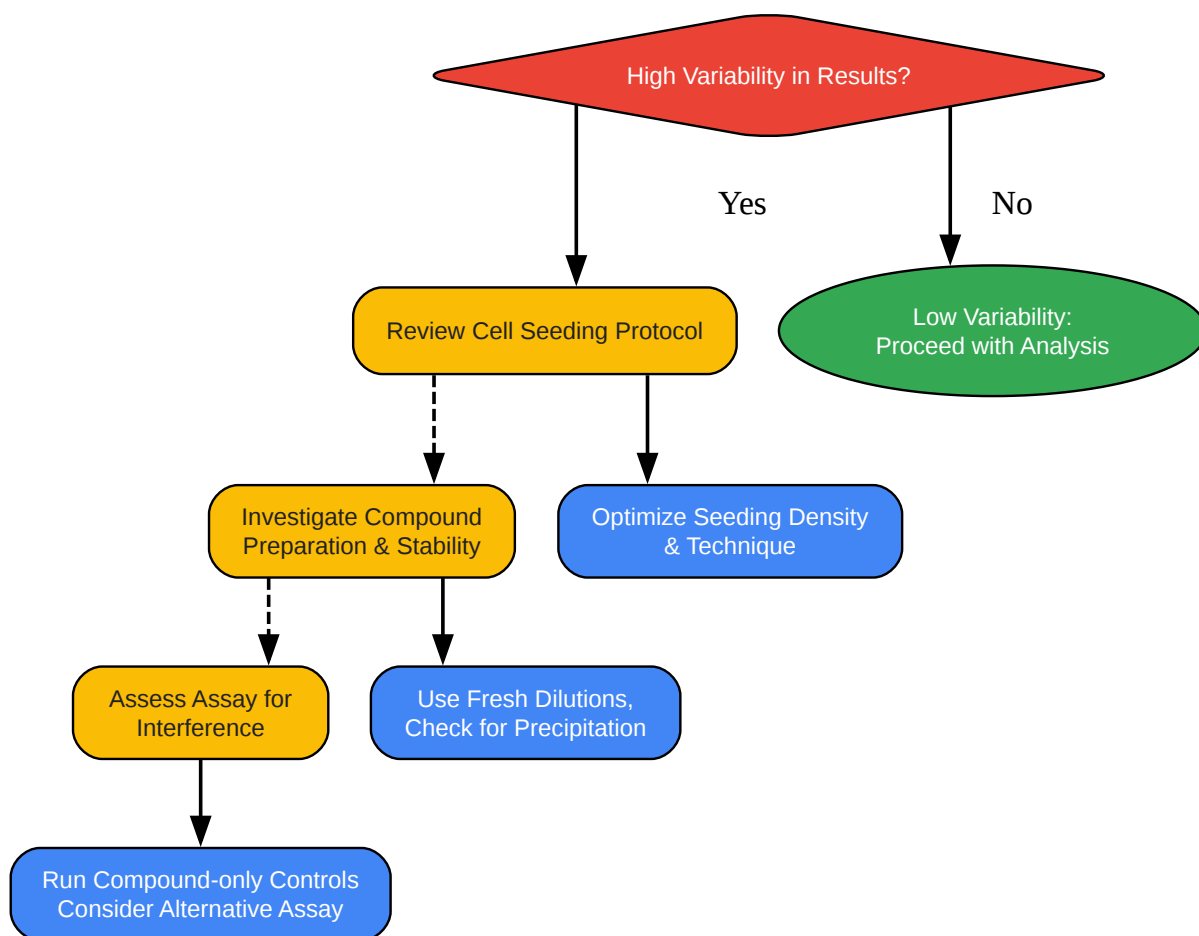 High Variability in Results?
Yes
No
Low Variability:
Proceed with Analysis
Review Cell Seeding Protocol
Investigate Compound
Preparation & Stability
Optimize Seeding Density
& Technique
Assess Assay for
Interference
Use Fresh Dilutions,
Check for Precipitation
Run Compound-only Controls
Consider Alternative Assay